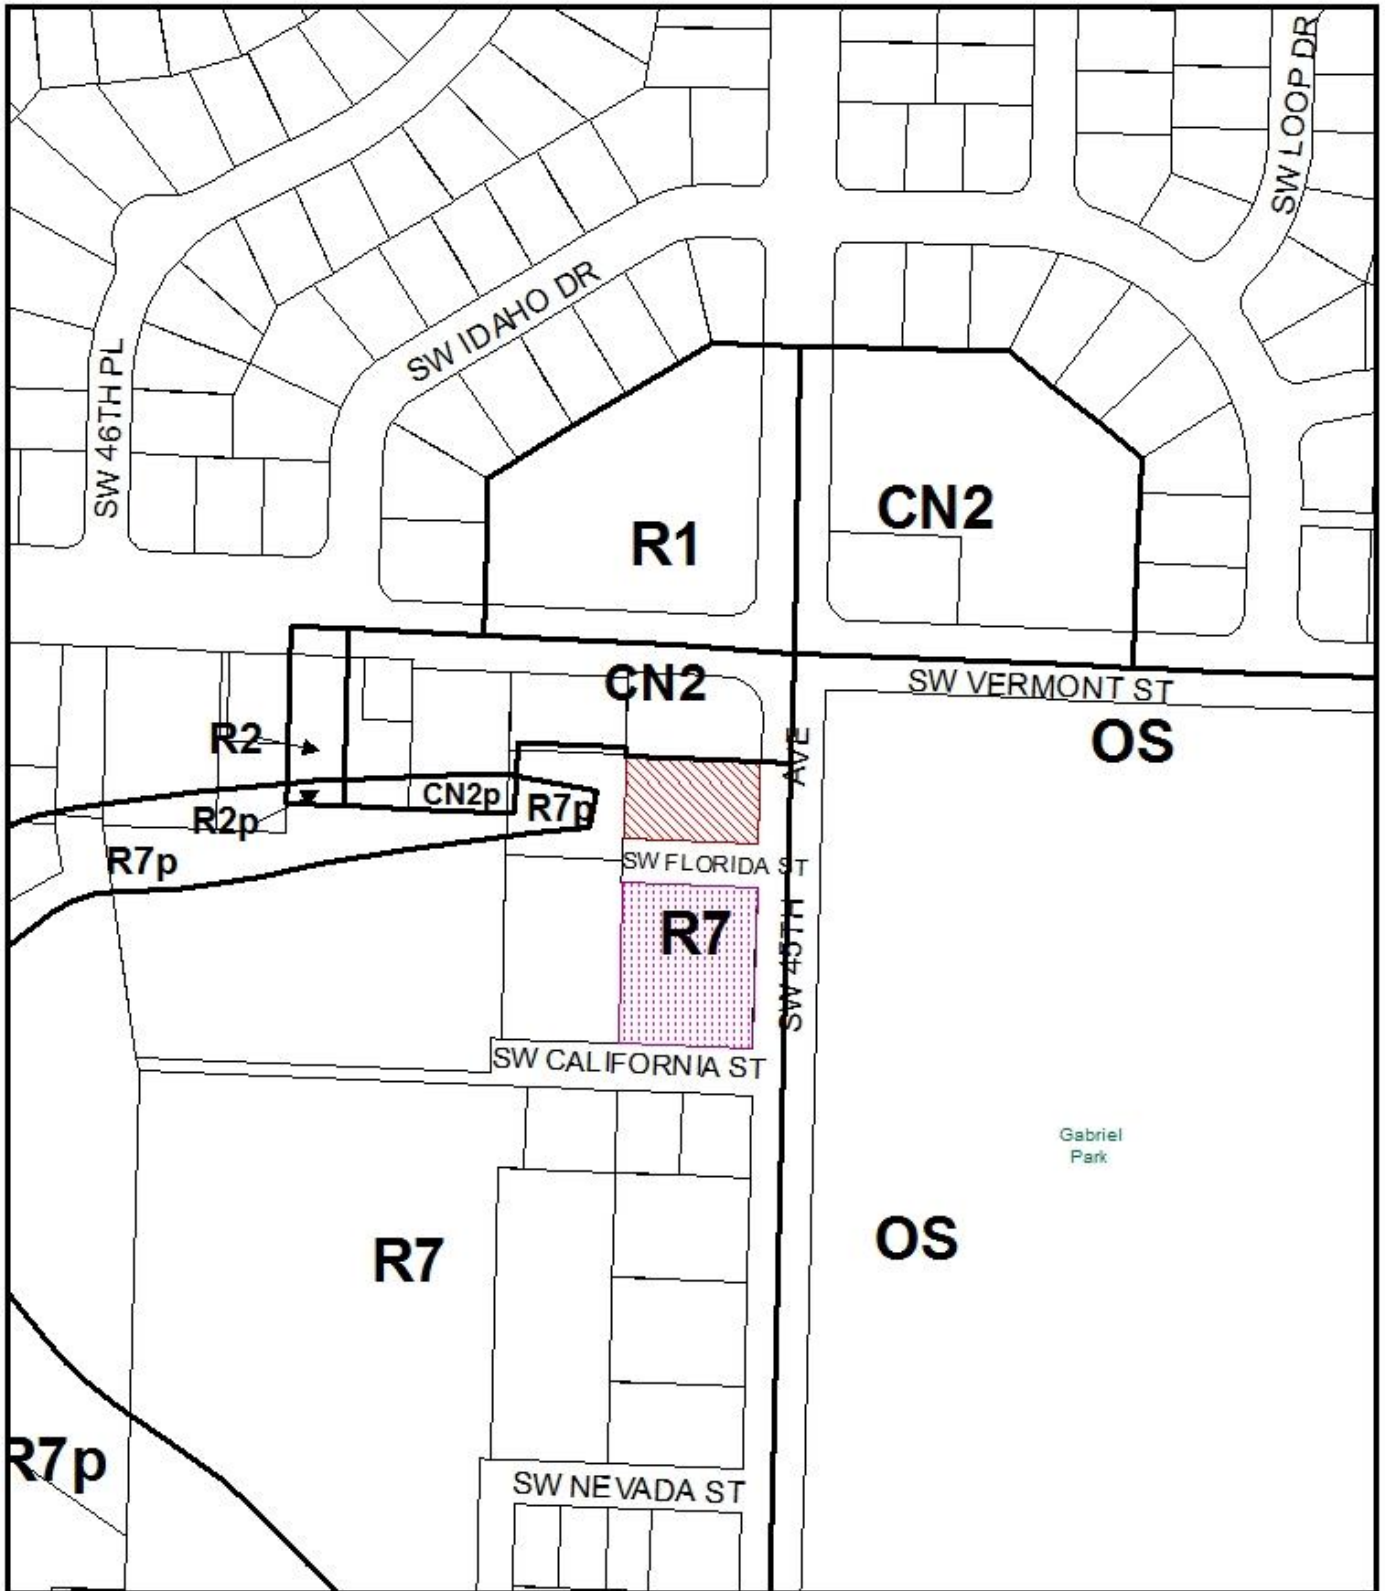 SW LOOP DR
SW IDAHO DR
SW 46TH PL
CN2
R1
CN2
SW VERMONT ST
R2
OS
CN2p
R7p
R2p
R7p
SW FLORIDA ST
R7
SW 45TH AVE
SW CALIFORNIA ST
Gabriel
Park
OS
R7
R7p
SW NEVADA ST